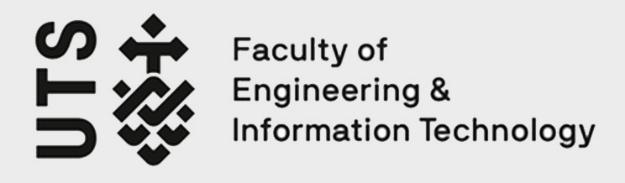 UTS
Faculty of
Engineering &
Information Technology